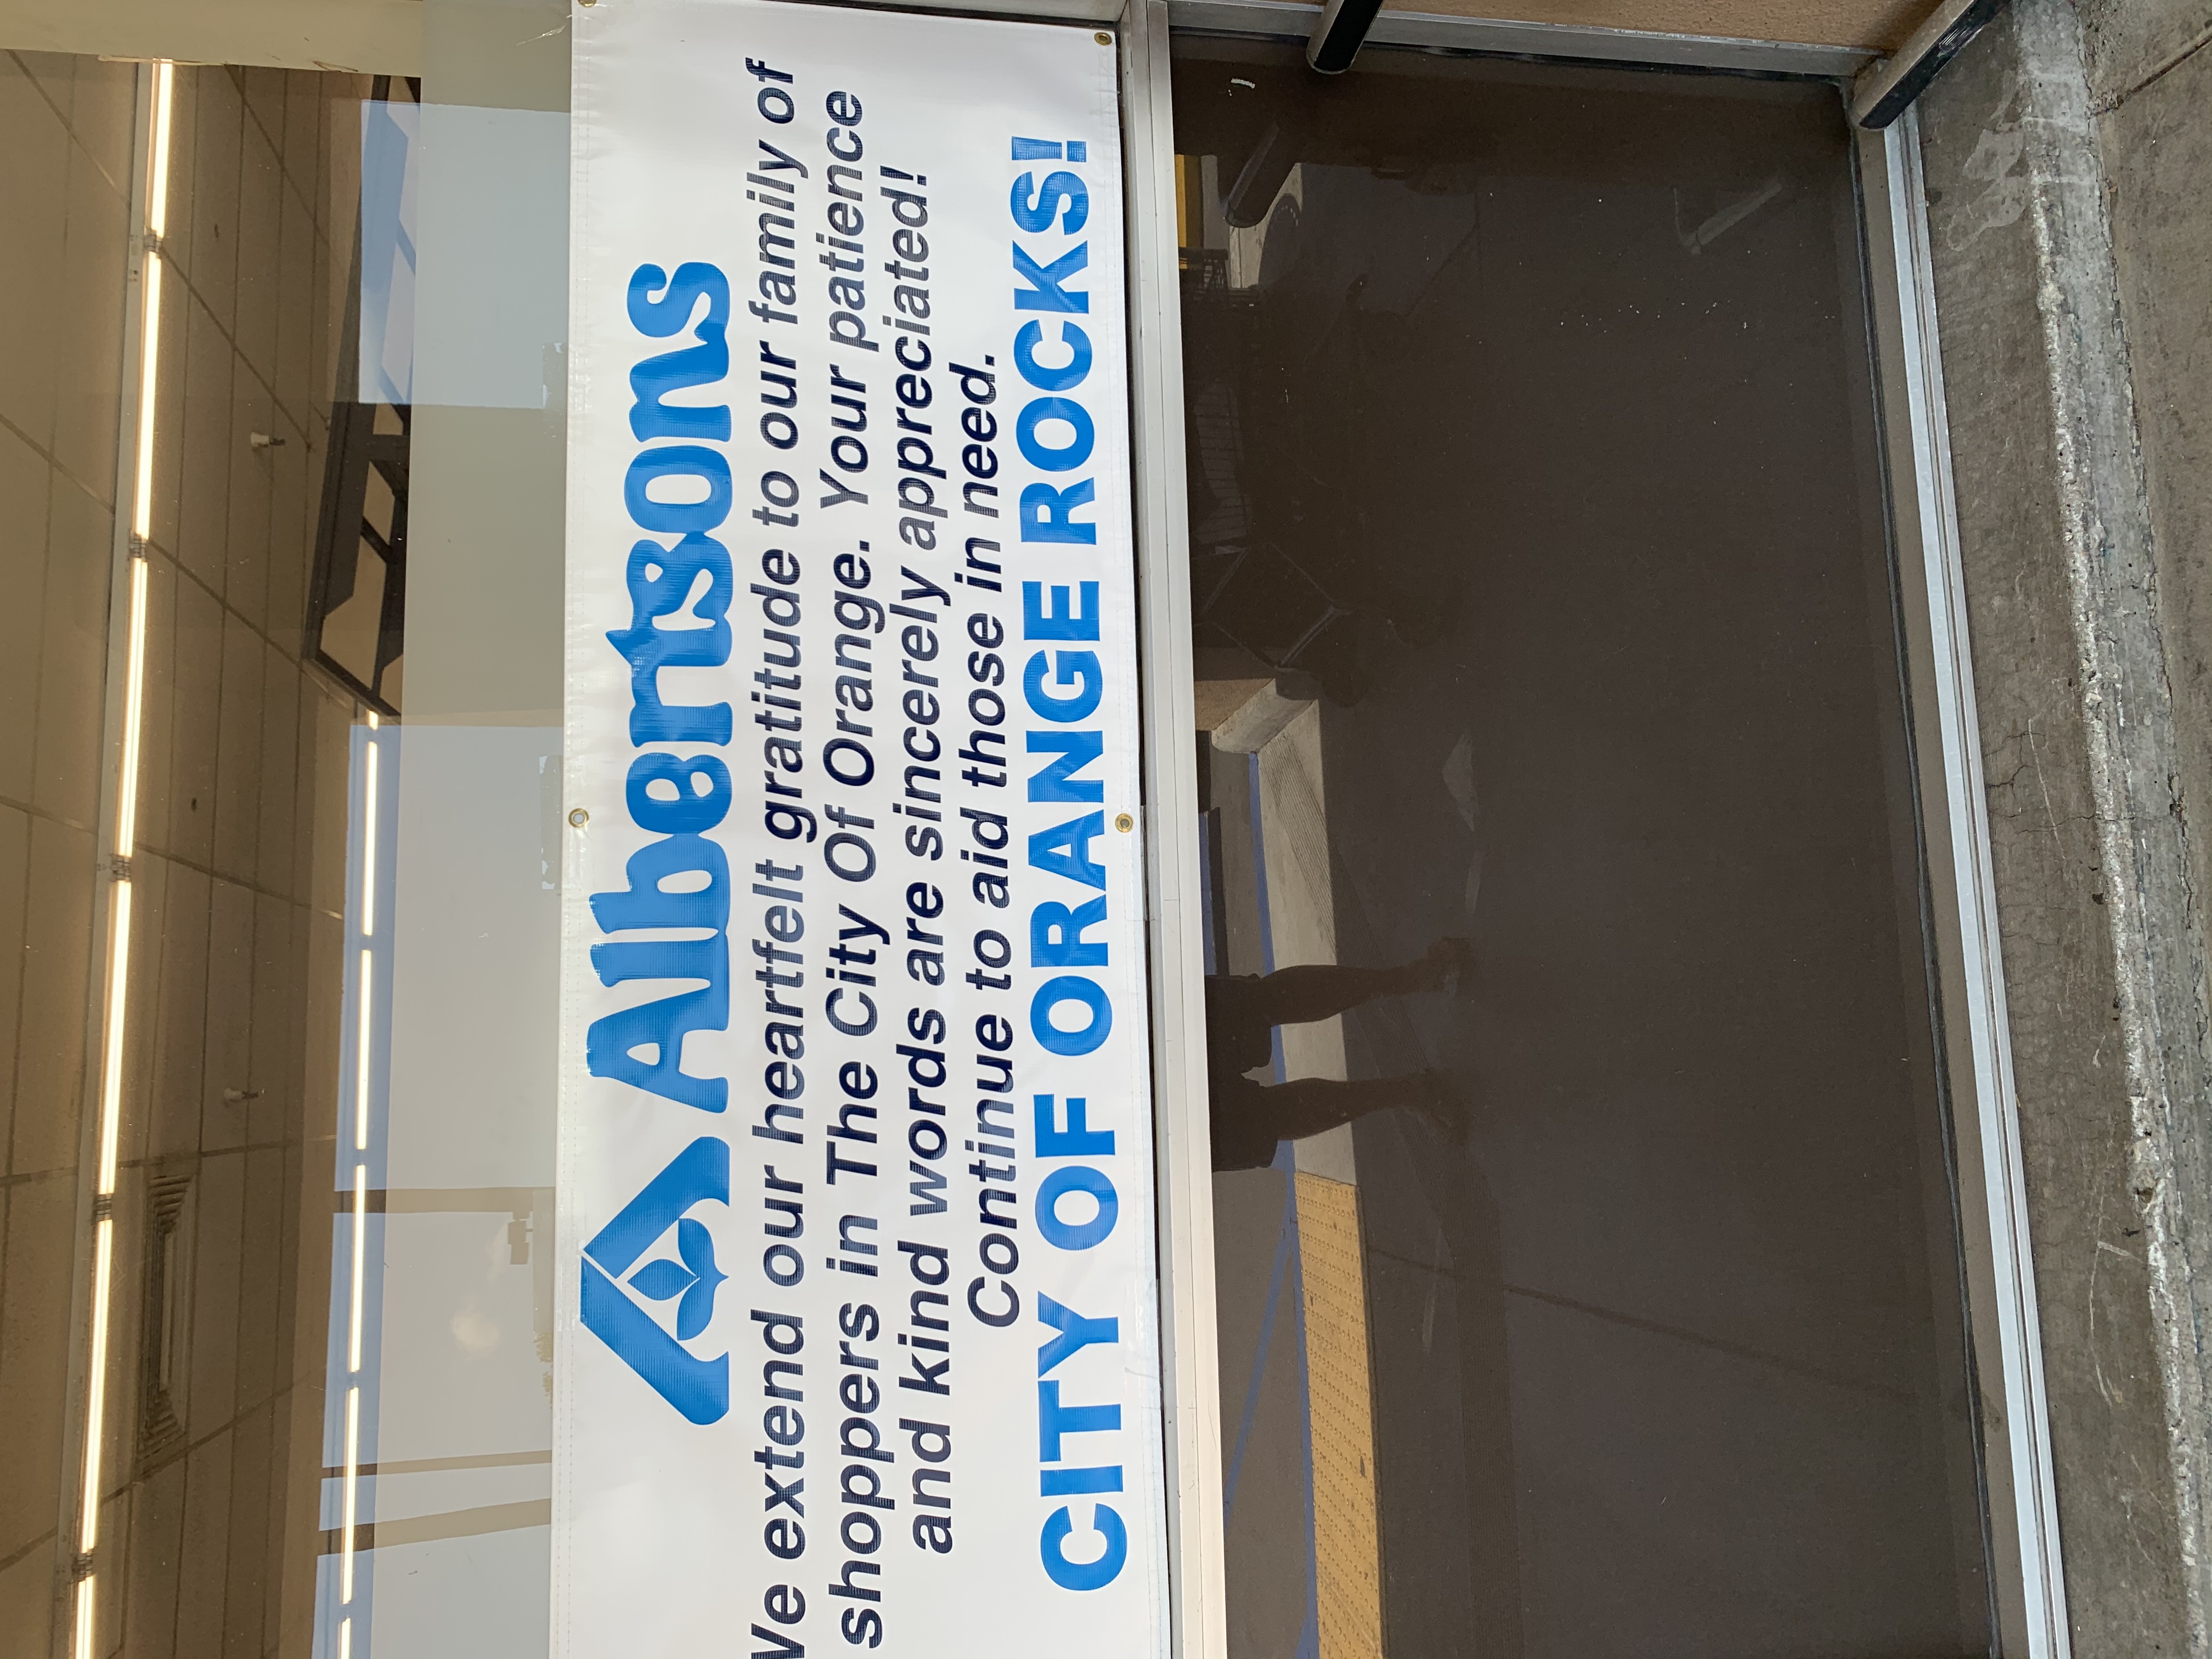 Albertsons
We extend our heartfelt gratitude to our family of
shoppers in The City Of Orange. Your patience
and kind words are sincerely appreciated!
Continue to aid those in need.
CITY OF ORANGE ROCKS!